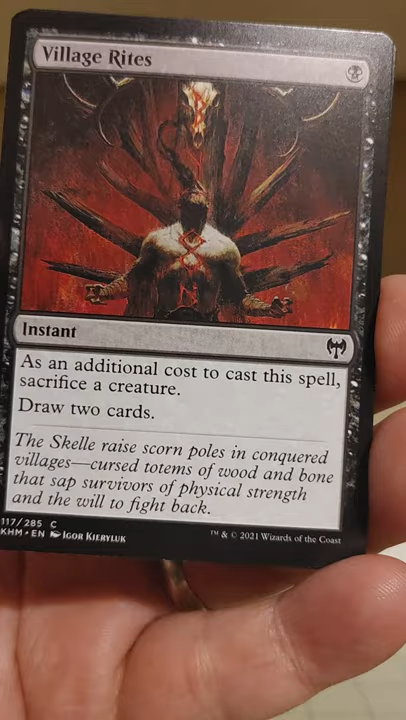 Village Rites
Instant
As an additional cost to cast this spell,
sacrifice a creature.
Draw two cards.
The Skelle raise scorn poles in conquered
villages—cursed totems of wood and bone
that sap survivors of physical strength
and the will to fight back.
117/285 C
KHM • EN Igor Kieryluk
™ & © 2021 Wizards of the Coast